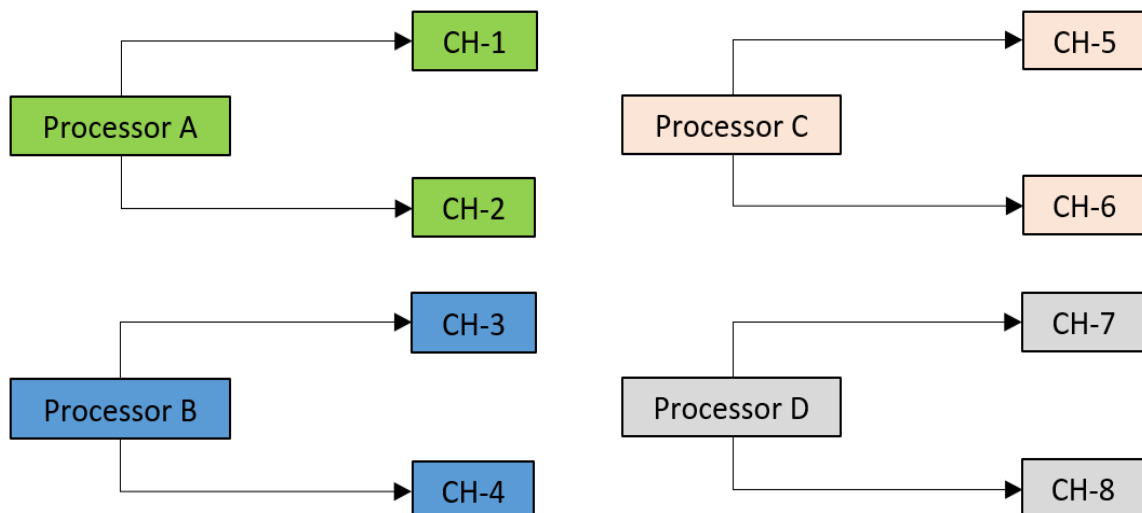 CH-1
Processor A
CH-2
CH-3
Processor B
CH-4
CH-5
Processor C
CH-6
CH-7
Processor D
CH-8